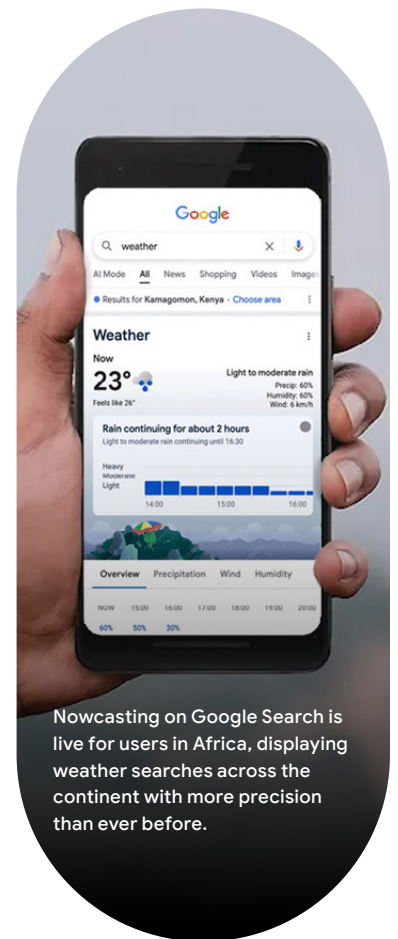 Google
weather
AI Mode All News Shopping Videos Images
Results for Kamagomon, Kenya - Choose area
Weather
Now
23°
Feels like 26°
Light to moderate rain
Precip: 60%
Humidity: 60%
Wind: 6 km/h
Rain continuing for about 2 hours
Light to moderate rain continuing until 16:30
Heavy
Moderate
Light
14:00 15:00 16:00
Overview Precipitation Wind Humidity
NOW 15:00 16:00 17:00 18:00 19:00 20:00
60% 50% 30%
Nowcasting on Google Search is
live for users in Africa, displaying
weather searches across the
continent with more precision
than ever before.